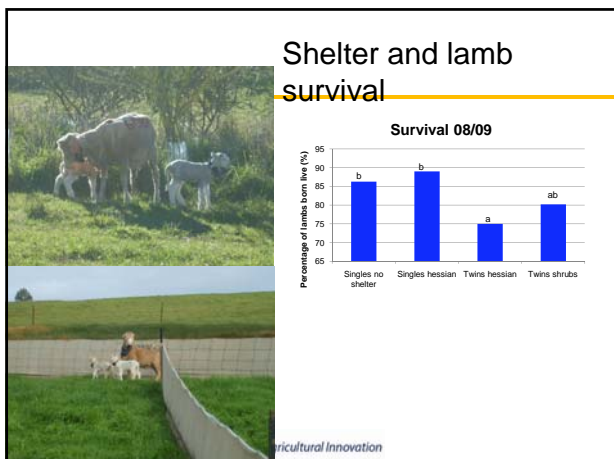 Shelter and lamb
survival
Survival 08/09
Percentage of lambs born live (%)
95
90
85
80
75
70
65
b
b
a
ab
Singles no
shelter
Singles hessian
Twins hessian
Twins shrubs
ricultural Innovation